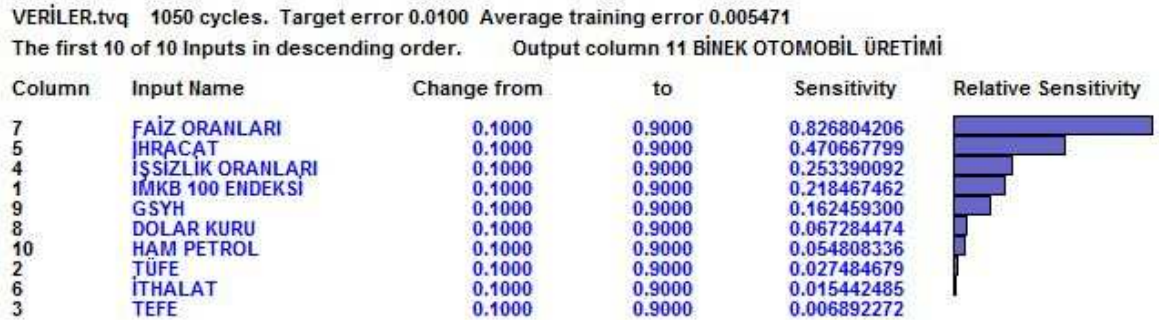 VERİLER.tvq 1050 cycles. Target error 0.0100 Average training error 0.005471
The first 10 of 10 Inputs in descending order. Output column 11 BİNEK OTOMOBİL ÜRETİMİ
Column Input Name Change from to Sensitivity Relative Sensitivity
7 FAİZ ORANLARI 0.1000 0.9000 0.826804206
5 İHRACAT 0.1000 0.9000 0.470667799
4 İŞSİZLİK ORANLARI 0.1000 0.9000 0.253390092
1 IMKB 100 ENDEKSİ 0.1000 0.9000 0.218467462
9 GSYH 0.1000 0.9000 0.162459300
8 DOLAR KURU 0.1000 0.9000 0.067284474
10 HAM PETROL 0.1000 0.9000 0.054808336
2 TÜFE 0.1000 0.9000 0.027484679
6 İTHALAT 0.1000 0.9000 0.015442485
3 TEFE 0.1000 0.9000 0.006892272